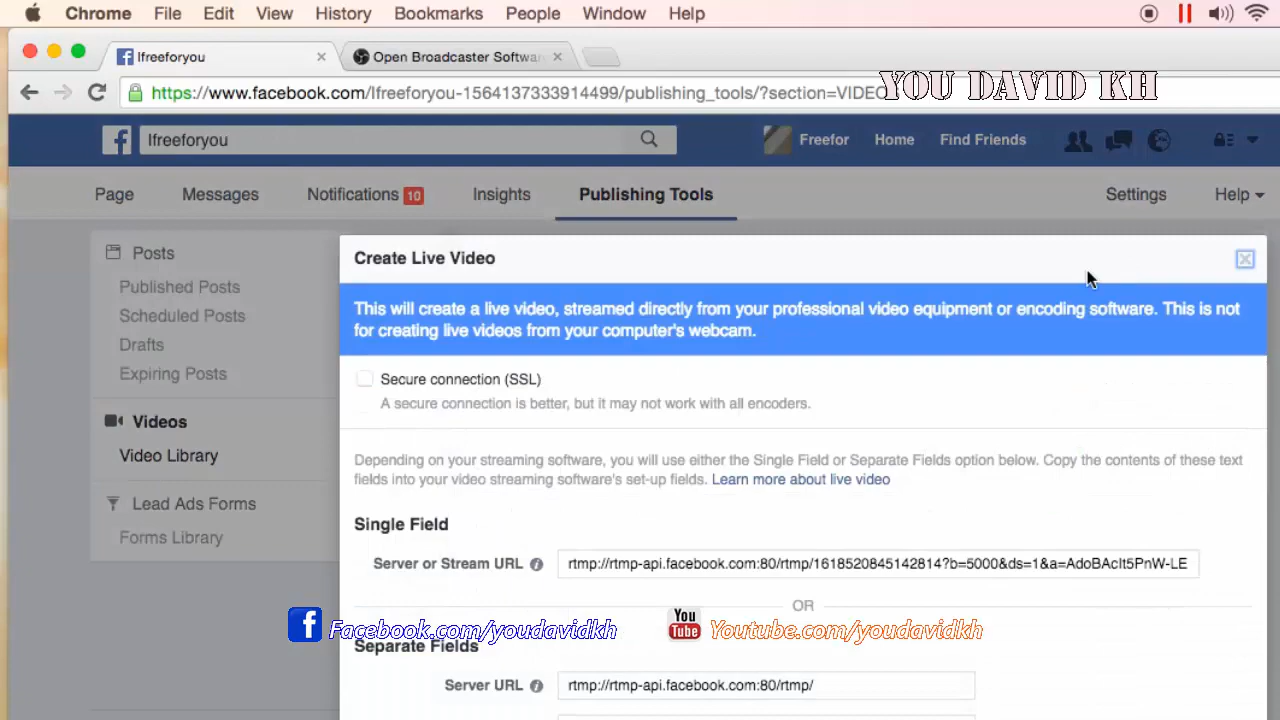 Chrome File Edit View History Bookmarks People Window Help
Ifreeforyou
Open Broadcaster Softwa
https://www.facebook.com/Ifreeforyou-1564137333914499/publishing_tools/?section=VIDEO
YOU DAVID KH
Ifreeforyou
Freefor Home Find Friends
Page Messages Notifications 10 Insights Publishing Tools Settings Help
Posts
Published Posts
Scheduled Posts
Drafts
Expiring Posts
Videos
Video Library
Lead Ads Forms
Forms Library
Create Live Video
This will create a live video, streamed directly from your professional video equipment or encoding software. This is not
for creating live videos from your computer's webcam.
Secure connection (SSL)
A secure connection is better, but it may not work with all encoders.
Depending on your streaming software, you will use either the Single Field or Separate Fields option below. Copy the contents of these text
fields into your video streaming software's set-up fields. Learn more about live video
Single Field
Server or Stream URL rtmp://rtmp-api.facebook.com:80/rtmp/1618520845142814?b=5000&ds=1&a=AdoBAcIt5PnW-LE
OR
Facebook.com/youdavidkh
You Tube Youtube.com/youdavidkh
Separate Fields
Server URL rtmp://rtmp-api.facebook.com:80/rtmp/